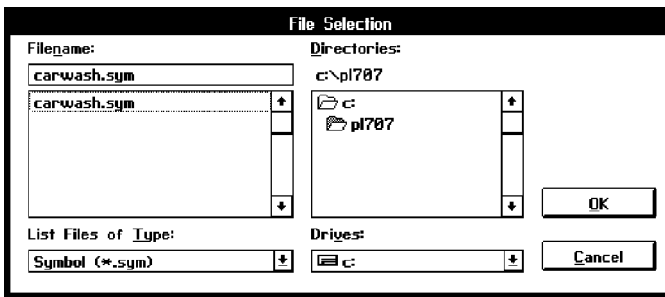 File Selection
Filename:
carwash.sym
carwash.sym
List Files of Type:
Symbol (*.sym)
Directories:
c:\pl707
c:
pl707
Drives:
c:
OK
Cancel